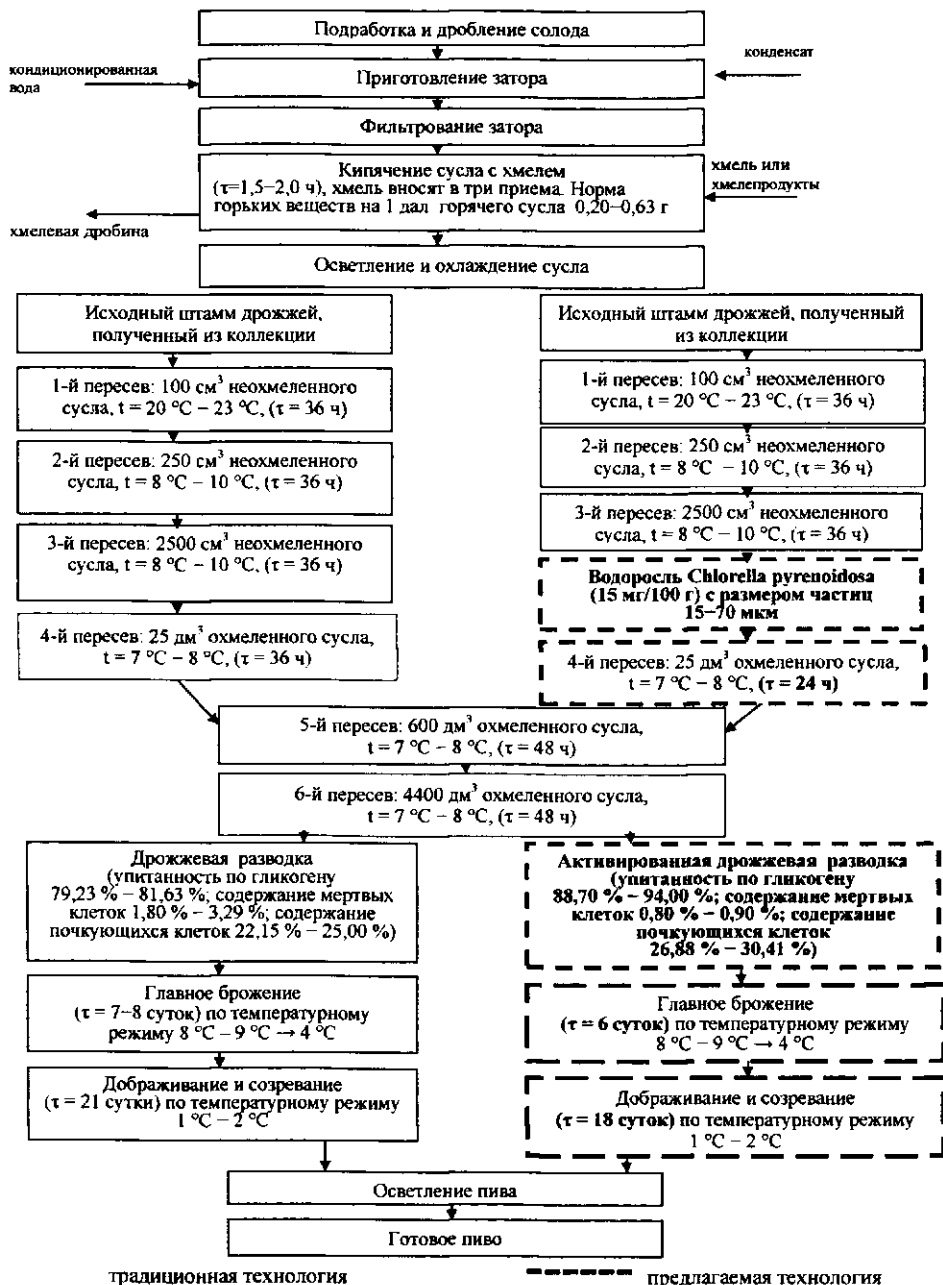 Подработка и дробление солода
кондиционированная
вода
Приготовление затора
конденсат
Фильтрование затора
Кипячение сусла с хмелем
(τ=1,5–2,0 ч), хмель вносят в три приема. Норма
горьких веществ на 1 дал горячего сусла 0,20–0,63 г
хмель или
хмелепродукты
хмелевая дробина
Осветление и охлаждение сусла
Исходный штамм дрожжей,
полученный из коллекции
1-й пересев: 100 см³ неохмеленного
сусла, t = 20 °C – 23 °C, (τ = 36 ч)
2-й пересев: 250 см³ неохмеленного
сусла, t = 8 °C – 10 °C, (τ = 36 ч)
3-й пересев: 2500 см³ неохмеленного
сусла, t = 8 °C – 10 °C, (τ = 36 ч)
4-й пересев: 25 дм³ охмеленного сусла,
t = 7 °C – 8 °C, (τ = 36 ч)
Исходный штамм дрожжей, полученный
из коллекции
1-й пересев: 100 см³ неохмеленного
сусла, t = 20 °C – 23 °C, (τ = 36 ч)
2-й пересев: 250 см³ неохмеленного
сусла, t = 8 °C – 10 °C, (τ = 36 ч)
3-й пересев: 2500 см³ неохмеленного
сусла, t = 8 °C – 10 °C, (τ = 36 ч)
Водоросль Chlorella pyrenoidosa
(15 мг/100 г) с размером частиц
15–70 мкм
4-й пересев: 25 дм³ охмеленного сусла,
t = 7 °C – 8 °C, (τ = 24 ч)
5-й пересев: 600 дм³ охмеленного сусла,
t = 7 °C – 8 °C, (τ = 48 ч)
6-й пересев: 4400 дм³ охмеленного сусла,
t = 7 °C – 8 °C, (τ = 48 ч)
Дрожжевая разводка
(упитанность по гликогену
79,23 % – 81,63 %; содержание мертвых
клеток 1,80 % – 3,29 %; содержание
почкующихся клеток 22,15 % – 25,00 %)
Главное брожение
(τ = 7–8 суток) по температурному
режиму 8 °C – 9 °C → 4 °C
Дображивание и созревание
(τ = 21 сутки) по температурному режиму
1 °C – 2 °C
Активированная дрожжевая разводка
(упитанность по гликогену
88,70 % – 94,00 %; содержание мертвых
клеток 0,80 % – 0,90 %; содержание
почкующихся клеток
26,88 % – 30,41 %)
Главное брожение
(τ = 6 суток) по температурному режиму
8 °C – 9 °C → 4 °C
Дображивание и созревание
(τ = 18 суток) по температурному режиму
1 °C – 2 °C
Осветление пива
Готовое пиво
традиционная технология
предлагаемая технология